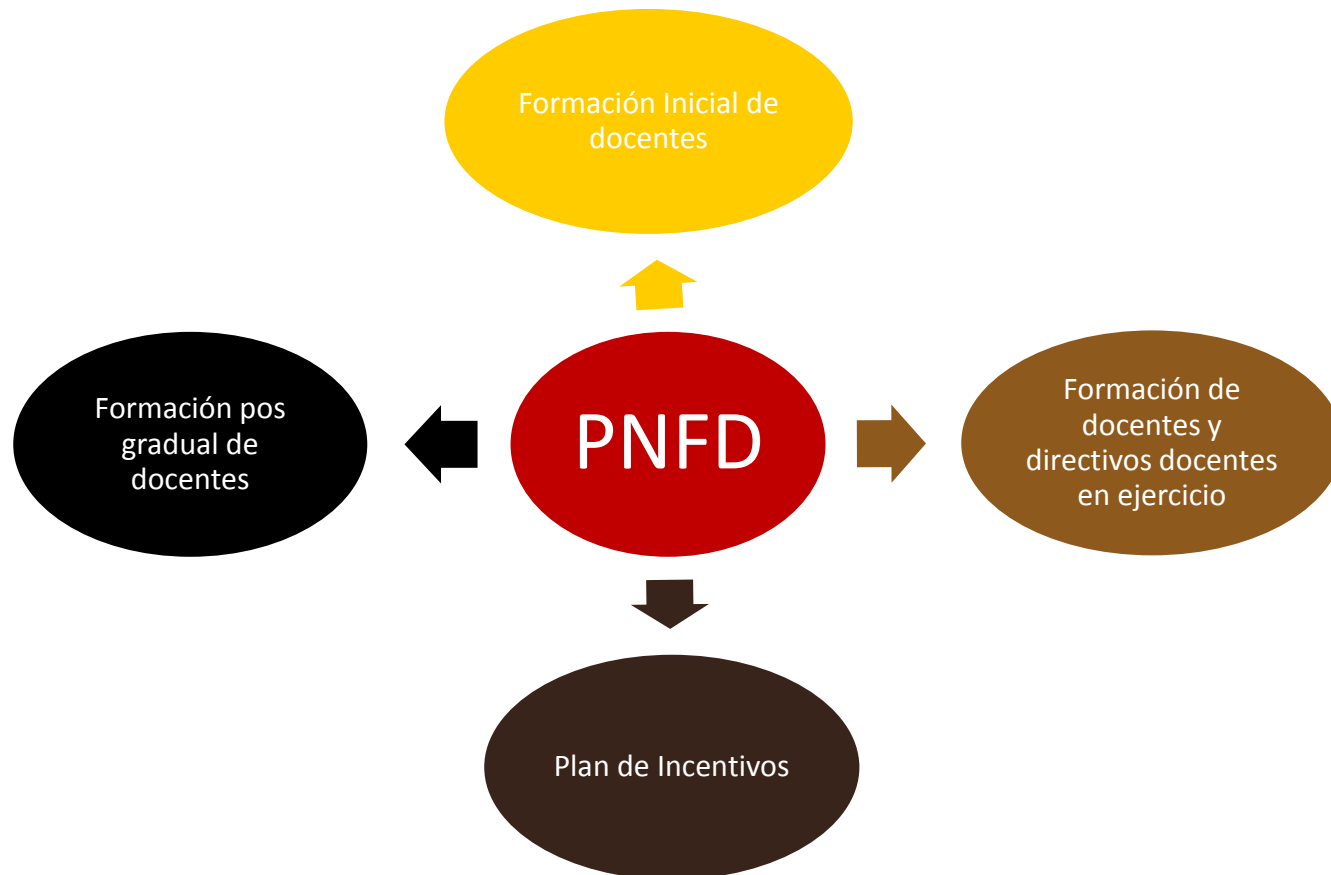 Formación Inicial de
docentes
Formación pos
gradual de
docentes
PNFD
Formación de
docentes y
directivos docentes
en ejercicio
Plan de Incentivos